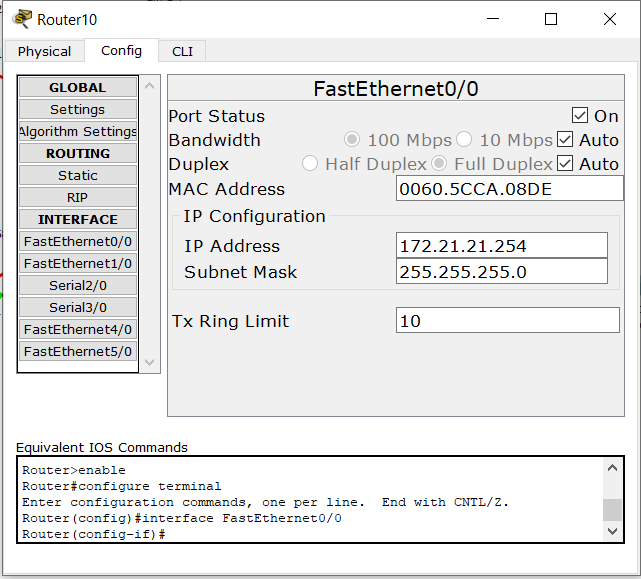 Router10
Physical Config CLI
GLOBAL
Settings
Algorithm Settings
ROUTING
Static
RIP
INTERFACE
FastEthernet0/0
FastEthernet1/0
Serial2/0
Serial3/0
FastEthernet4/0
FastEthernet5/0
FastEthernet0/0
Port Status On
Bandwidth 100 Mbps 10 Mbps Auto
Duplex Half Duplex Full Duplex Auto
MAC Address 0060.5CCA.08DE
IP Configuration
IP Address 172.21.21.254
Subnet Mask 255.255.255.0
Tx Ring Limit 10
Equivalent IOS Commands
Router>enable
Router#configure terminal
Enter configuration commands, one per line.  End with CNTL/Z.
Router(config)#interface FastEthernet0/0
Router(config-if)#